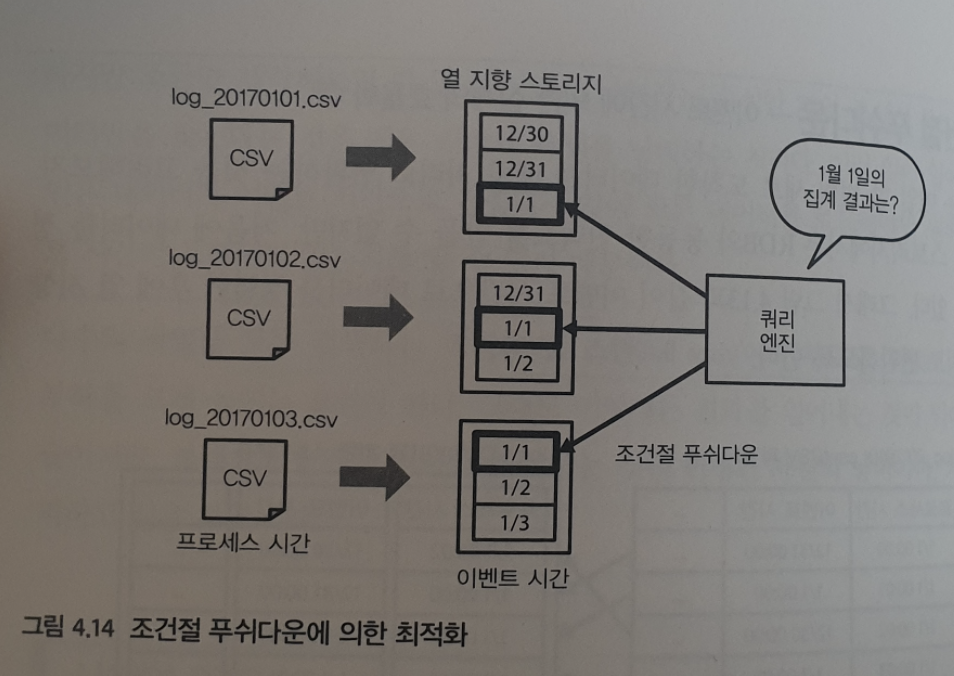 열 지향 스토리지
log_20170101.csv
CSV
12/30
12/31
1/1
1월 1일의
집계 결과는?
log_20170102.csv
CSV
12/31
1/1
1/2
쿼리
엔진
log_20170103.csv
CSV
1/1
1/2
1/3
조건절 푸쉬다운
프로세스 시간
이벤트 시간
그림 4.14 조건절 푸쉬다운에 의한 최적화